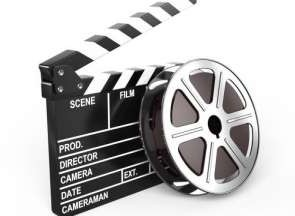 SCENE FILM
PROD.
DIRECTOR
CAMERA
DATE EXT.
CAMERAMAN